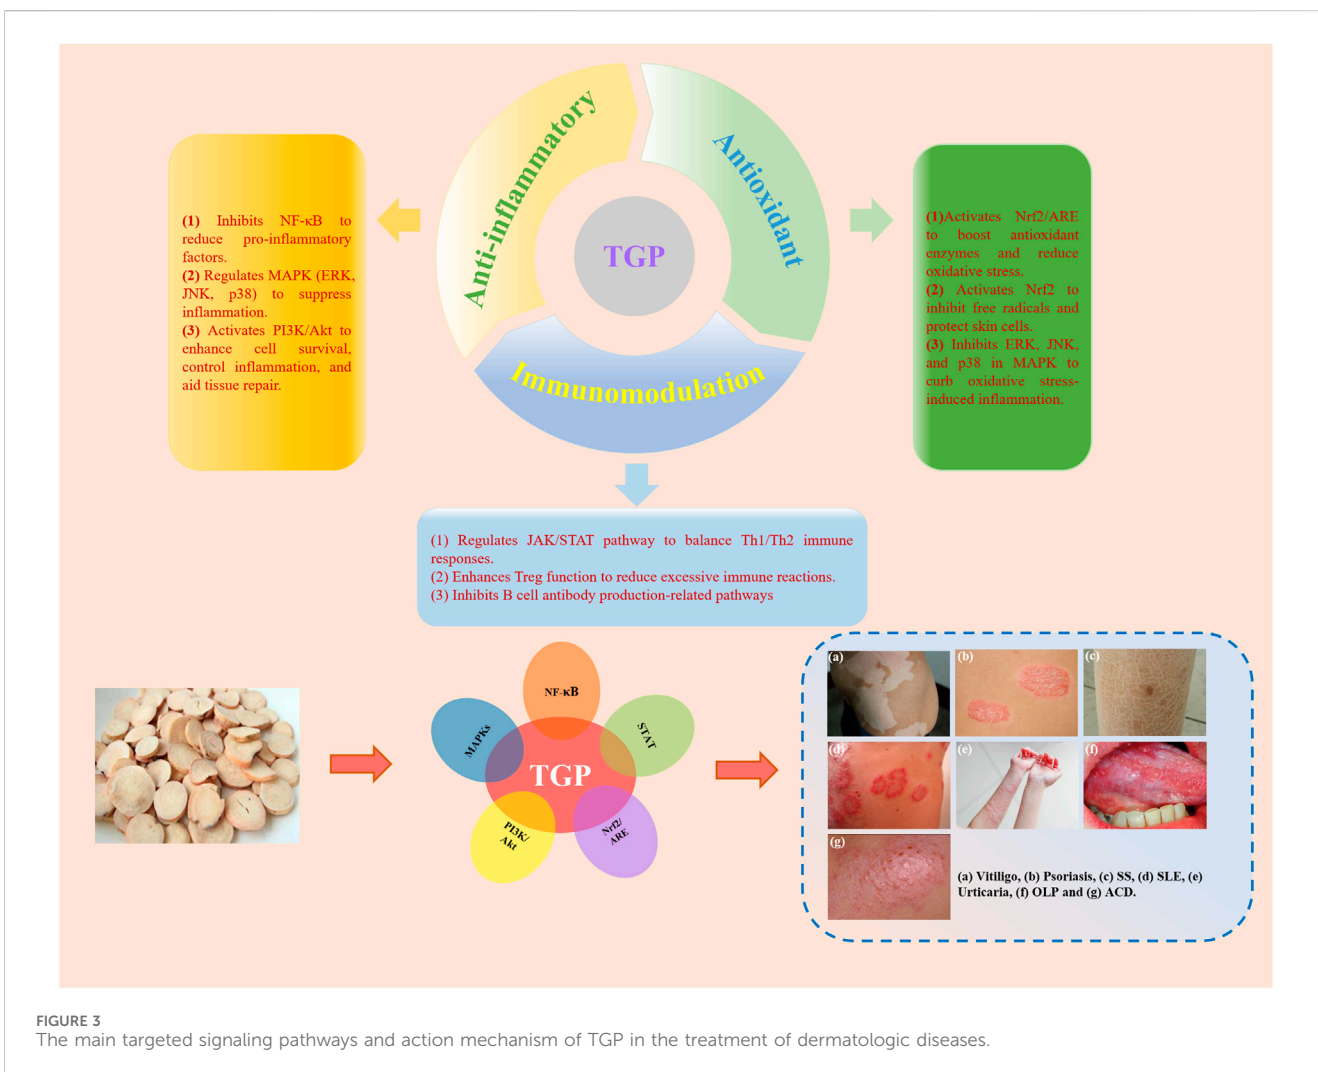 Anti-inflammatory
Antioxidant
TGP
Immunomodulation
(1) Inhibits NF-κB to
reduce pro-inflammatory
factors.
(2) Regulates MAPK (ERK,
JNK, p38) to suppress
inflammation.
(3) Activates PI3K/Akt to
enhance cell survival,
control inflammation, and
aid tissue repair.
(1)Activates Nrf2/ARE
to boost antioxidant
enzymes and reduce
oxidative stress.
(2) Activates Nrf2 to
inhibit free radicals and
protect skin cells.
(3) Inhibits ERK, JNK,
and p38 in MAPK to
curb oxidative stress-
induced inflammation.
(1) Regulates JAK/STAT pathway to balance Th1/Th2 immune
responses.
(2) Enhances Treg function to reduce excessive immune reactions.
(3) Inhibits B cell antibody production-related pathways
NF-κB
MAPKs
STAT
TGP
PI3K/
Akt
Nrf2/
ARE
(a)
(b)
(c)
(d)
(e)
(f)
(g)
(a) Vitiligo, (b) Psoriasis, (c) SS, (d) SLE, (e)
Urticaria, (f) OLP and (g) ACD.
FIGURE 3
The main targeted signaling pathways and action mechanism of TGP in the treatment of dermatologic diseases.